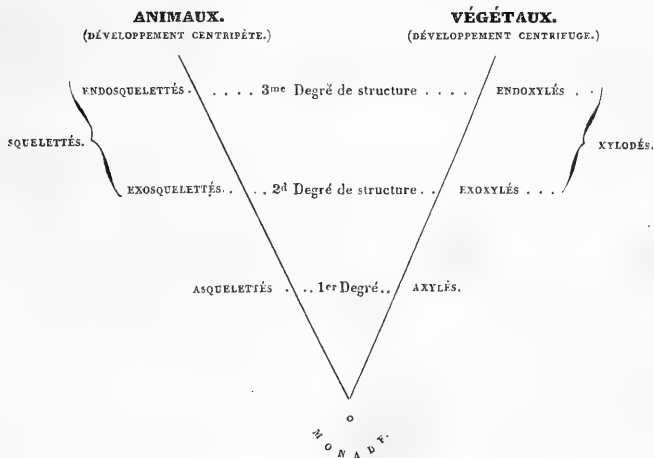 ANIMAUX. VÉGÉTAUX.
(DÉVELOPPEMENT CENTRIPÈTE.) (DÉVELOPPEMENT CENTRIFUGE.)
ENDOSQUELETTÉS . . . . . 3me Degré de structure . . . . . ENDOXYLÉS . .
SQUELETTÉS. XYLODÉS.
EXOSQUELETTÉS. . . . . 2d Degré de structure . . . EXOXYLÉS . . . .
ASQUELETTÉS . . . 1er Degré. . . AXYLÉS.
O
MONADE.